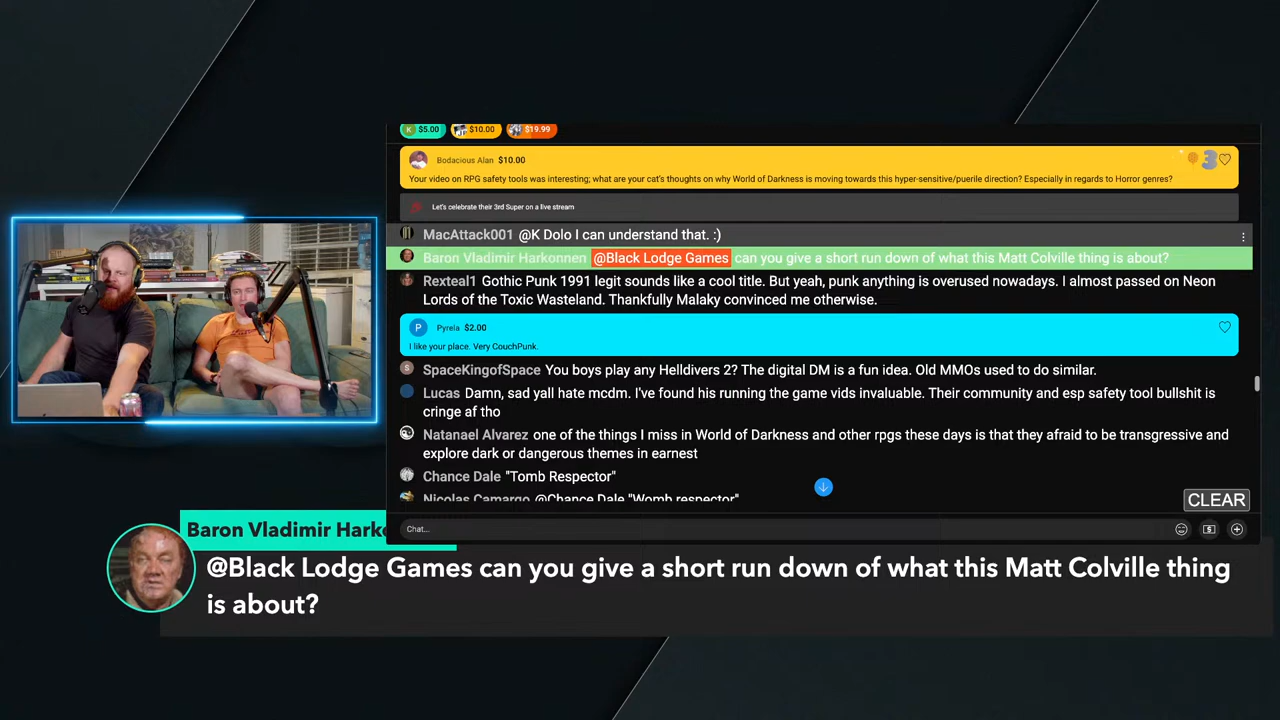 K $5.00 $10.00 $19.99
Bodacious Alan $10.00
3
Your video on RPG safety tools was interesting; what are your cat's thoughts on why World of Darkness is moving towards this hyper-sensitive/puerile direction? Especially in regards to Horror genres?
Let's celebrate their 3rd Super on a live stream
MacAttack001 @K Dolo I can understand that. :)
Baron Vladimir Harkonnen @Black Lodge Games can you give a short run down of what this Matt Colville thing is about?
Rexteal1 Gothic Punk 1991 legit sounds like a cool title. But yeah, punk anything is overused nowadays. I almost passed on Neon
Lords of the Toxic Wasteland. Thankfully Malaky convinced me otherwise.
P Pyrela $2.00
I like your place. Very CouchPunk.
S SpaceKingofSpace You boys play any Helldivers 2? The digital DM is a fun idea. Old MMOs used to do similar.
Lucas Damn, sad yall hate mcdm. I've found his running the game vids invaluable. Their community and esp safety tool bullshit is
cringe af tho
Natanael Alvarez one of the things I miss in World of Darkness and other rpgs these days is that they afraid to be transgressive and
explore dark or dangerous themes in earnest
Chance Dale "Tomb Respector"
Nicolas Camargo @Chance Dale "Womb respector"
CLEAR
Chat...
Baron Vladimir Harko
@Black Lodge Games can you give a short run down of what this Matt Colville thing
is about?